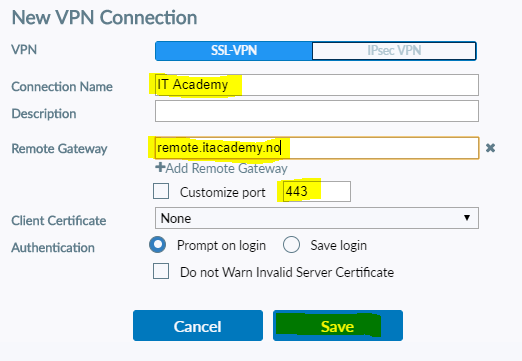 New VPN Connection
VPN SSL-VPN IPsec VPN
Connection Name IT Academy
Description
Remote Gateway remote.itacademy.no
+Add Remote Gateway
Customize port 443
Client Certificate None
Authentication Prompt on login Save login
Do not Warn Invalid Server Certificate
Cancel Save